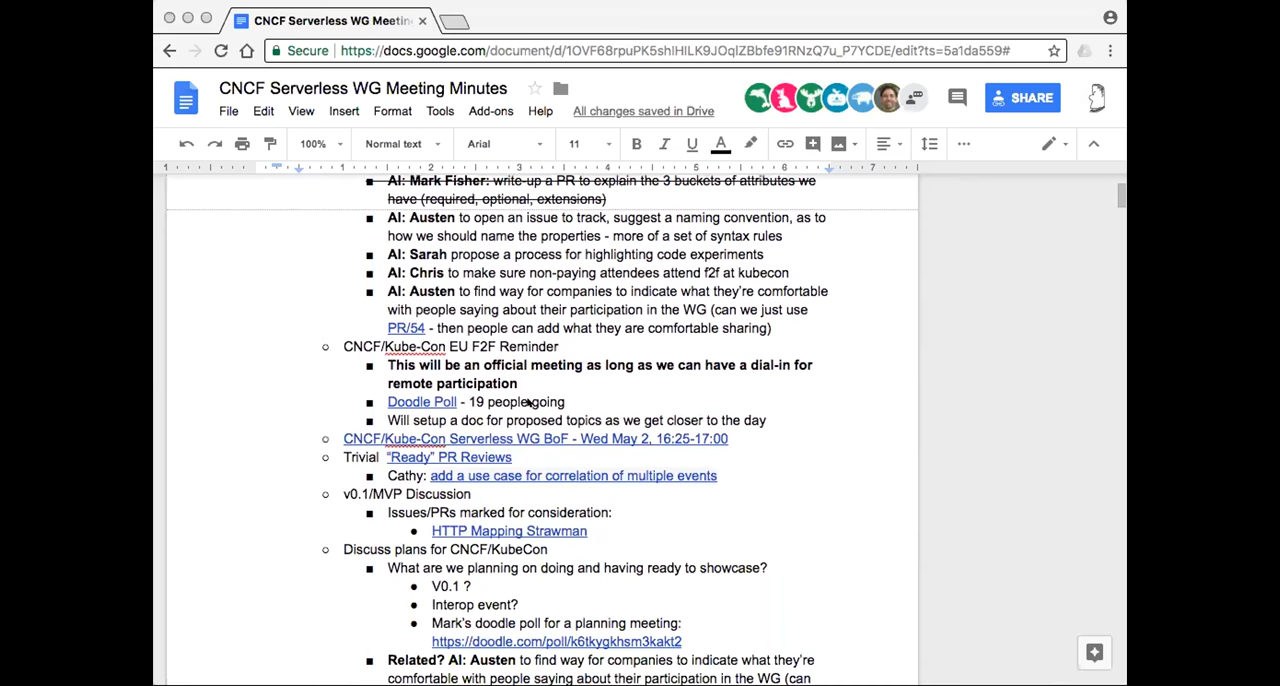 CNCF Serverless WG Meetin
Secure
https://docs.google.com/document/d/1OVF68rpuPK5shIHILK9JOqlZBbfe91RNzQ7u_P7YCDE/edit?ts=5a1da559#
CNCF Serverless WG Meeting Minutes
File Edit View Insert Format Tools Add-ons Help All changes saved in Drive
SHARE
100% Normal text Arial 11
B I U A
1 1 2 3 4 5 6 7
AI: Mark Fisher: write-up a PR to explain the 3 buckets of attributes we
have (required, optional, extensions)
AI: Austen to open an issue to track, suggest a naming convention, as to
how we should name the properties - more of a set of syntax rules
AI: Sarah propose a process for highlighting code experiments
AI: Chris to make sure non-paying attendees attend f2f at kubecon
AI: Austen to find way for companies to indicate what they're comfortable
with people saying about their participation in the WG (can we just use
PR/54 - then people can add what they are comfortable sharing)
CNCF/Kube-Con EU F2F Reminder
This will be an official meeting as long as we can have a dial-in for
remote participation
Doodle Poll - 19 people going
Will setup a doc for proposed topics as we get closer to the day
CNCF/Kube-Con Serverless WG BoF - Wed May 2, 16:25-17:00
Trivial "Ready" PR Reviews
Cathy: add a use case for correlation of multiple events
v0.1/MVP Discussion
Issues/PRs marked for consideration:
HTTP Mapping Strawman
Discuss plans for CNCF/KubeCon
What are we planning on doing and having ready to showcase?
V0.1 ?
Interop event?
Mark's doodle poll for a planning meeting:
https://doodle.com/poll/k6tkygkhsm3kakt2
Related? AI: Austen to find way for companies to indicate what they're
comfortable with people saying about their participation in the WG (can